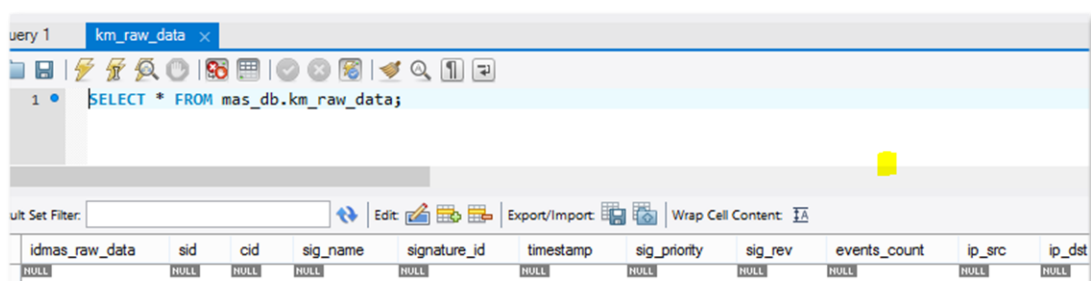 uery 1 km_raw_data ×
1 SELECT * FROM mas_db.km_raw_data;
ult Set Filter: Edit: Export/Import: Wrap Cell Content: IA
idmas_raw_data sid cid sig_name signature_id timestamp sig_priority sig_rev events_count ip_src ip_dst
NULL NULL NULL NULL NULL NULL NULL NULL NULL NULL NULL